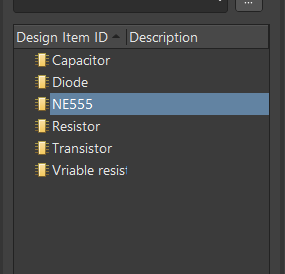 ...
Design Item ID Description
Capacitor
Diode
NE555
Resistor
Transistor
Vriable resist